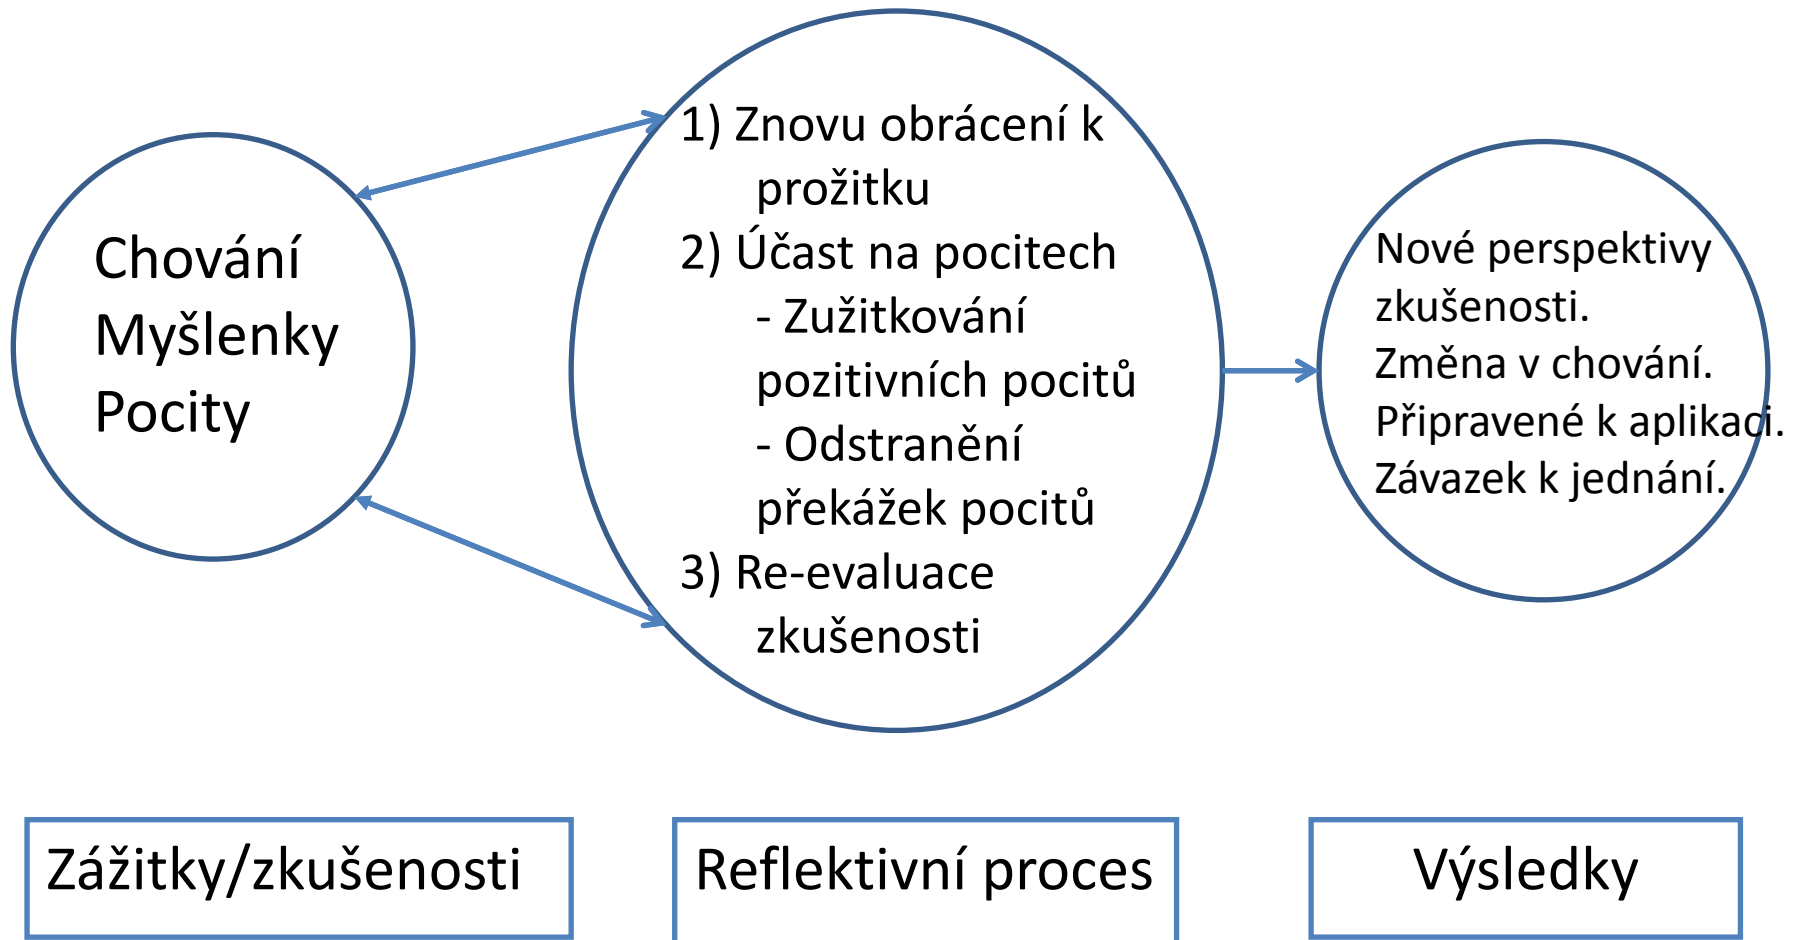 Chování
Myšlenky
Pocity
1) Znovu obrácení k
prožitku
2) Účast na pocitech
- Zužitkování
pozitivních pocitů
- Odstranění
překážek pocitů
3) Re-evaluace
zkušenosti
Nové perspektivy
zkušenosti.
Změna v chování.
Připravené k aplikaci.
Závazek k jednání.
Zážitky/zkušenosti
Reflektivní proces
Výsledky